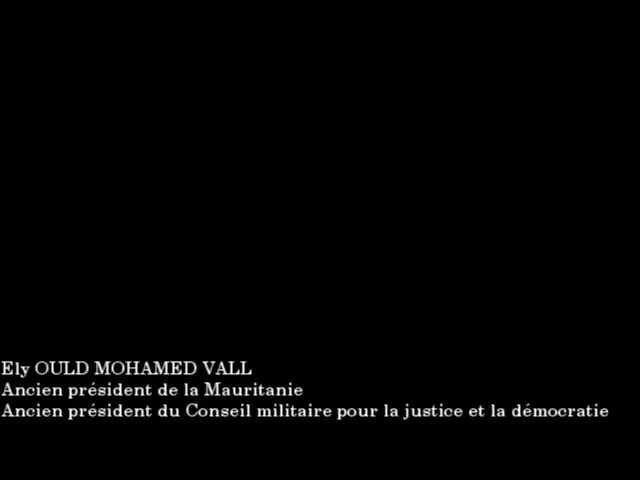 Ely OULD MOHAMED VALL
Ancien président de la Mauritanie
Ancien président du Conseil militaire pour la justice et la démocratie